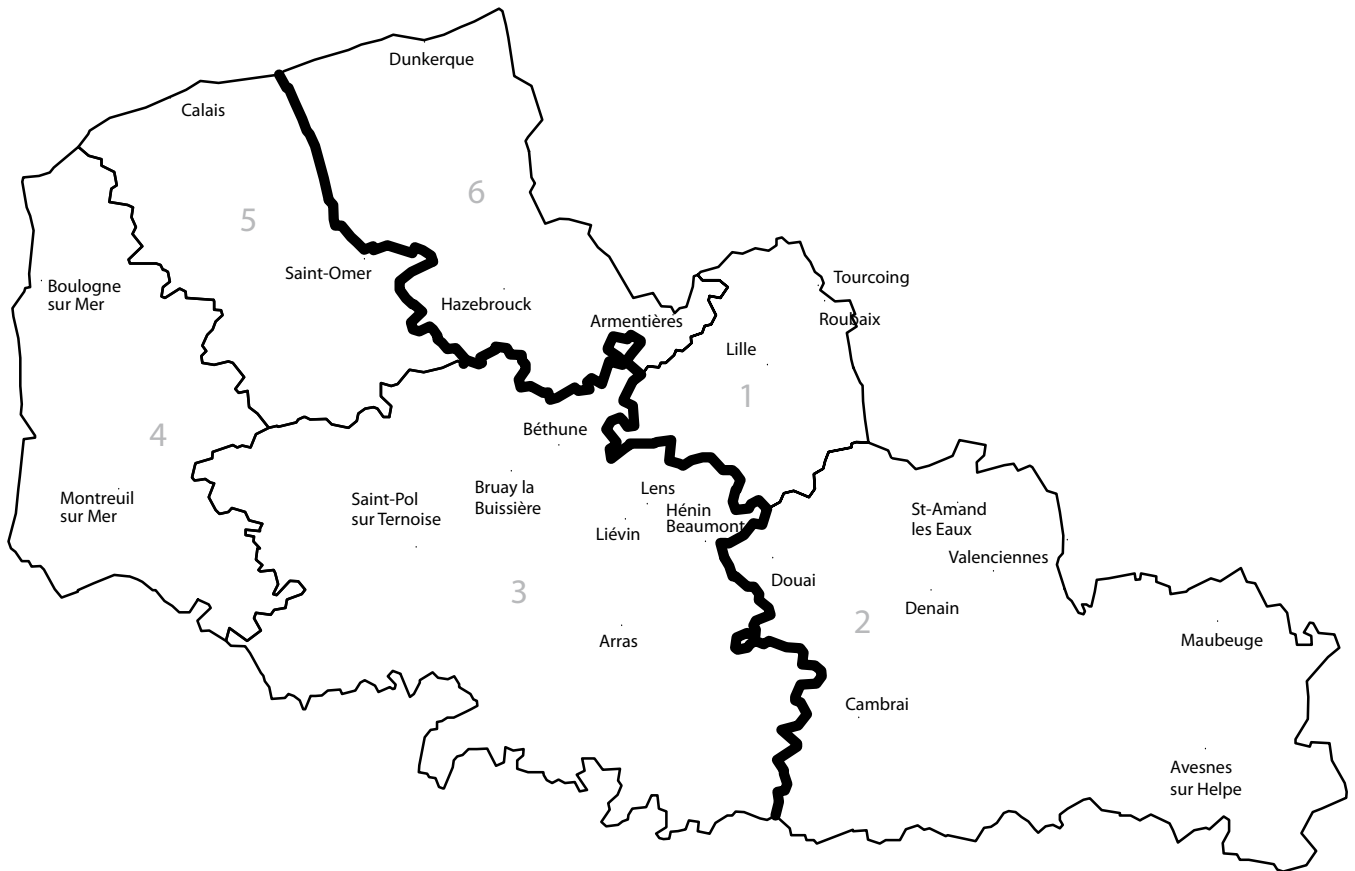 Dunkerque
Calais
6
5
Saint-Omer
Tourcoing
Boulogne
sur Mer
Hazebrouck
Armentières
Roubaix
Lille
1
4
Béthune
Montreuil
sur Mer
Saint-Pol
sur Ternoise
Bruay la
Buissière
Lens
Hénin
Beaumont
Liévin
St-Amand
les Eaux
Valenciennes
Douai
3
Denain
2
Arras
Maubeuge
Cambrai
Avesnes
sur Helpe